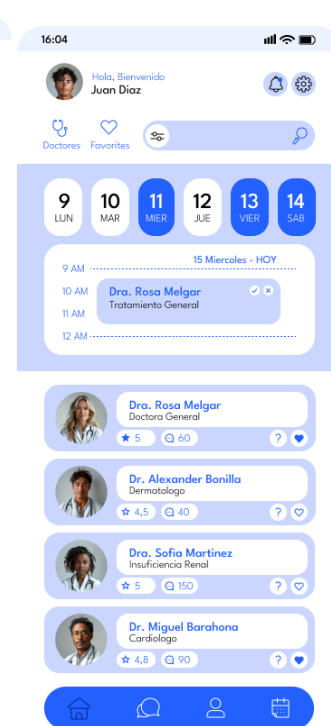 16:04
Hola, Bienvenido
Juan Diaz
Doctores
Favorites
9
LUN
10
MAR
11
MIER
12
JUE
13
VIER
14
SAB
15 Miercoles - HOY
9 AM
10 AM
Dra. Rosa Melgar
Tratamiento General
11 AM
12 AM
Dra. Rosa Melgar
Doctora General
5
60
?
Dr. Alexander Bonilla
Dermatologo
4,5
40
?
Dra. Sofia Martinez
Insuficiencia Renal
5
150
?
Dr. Miguel Barahona
Cardiologo
4,8
90
?